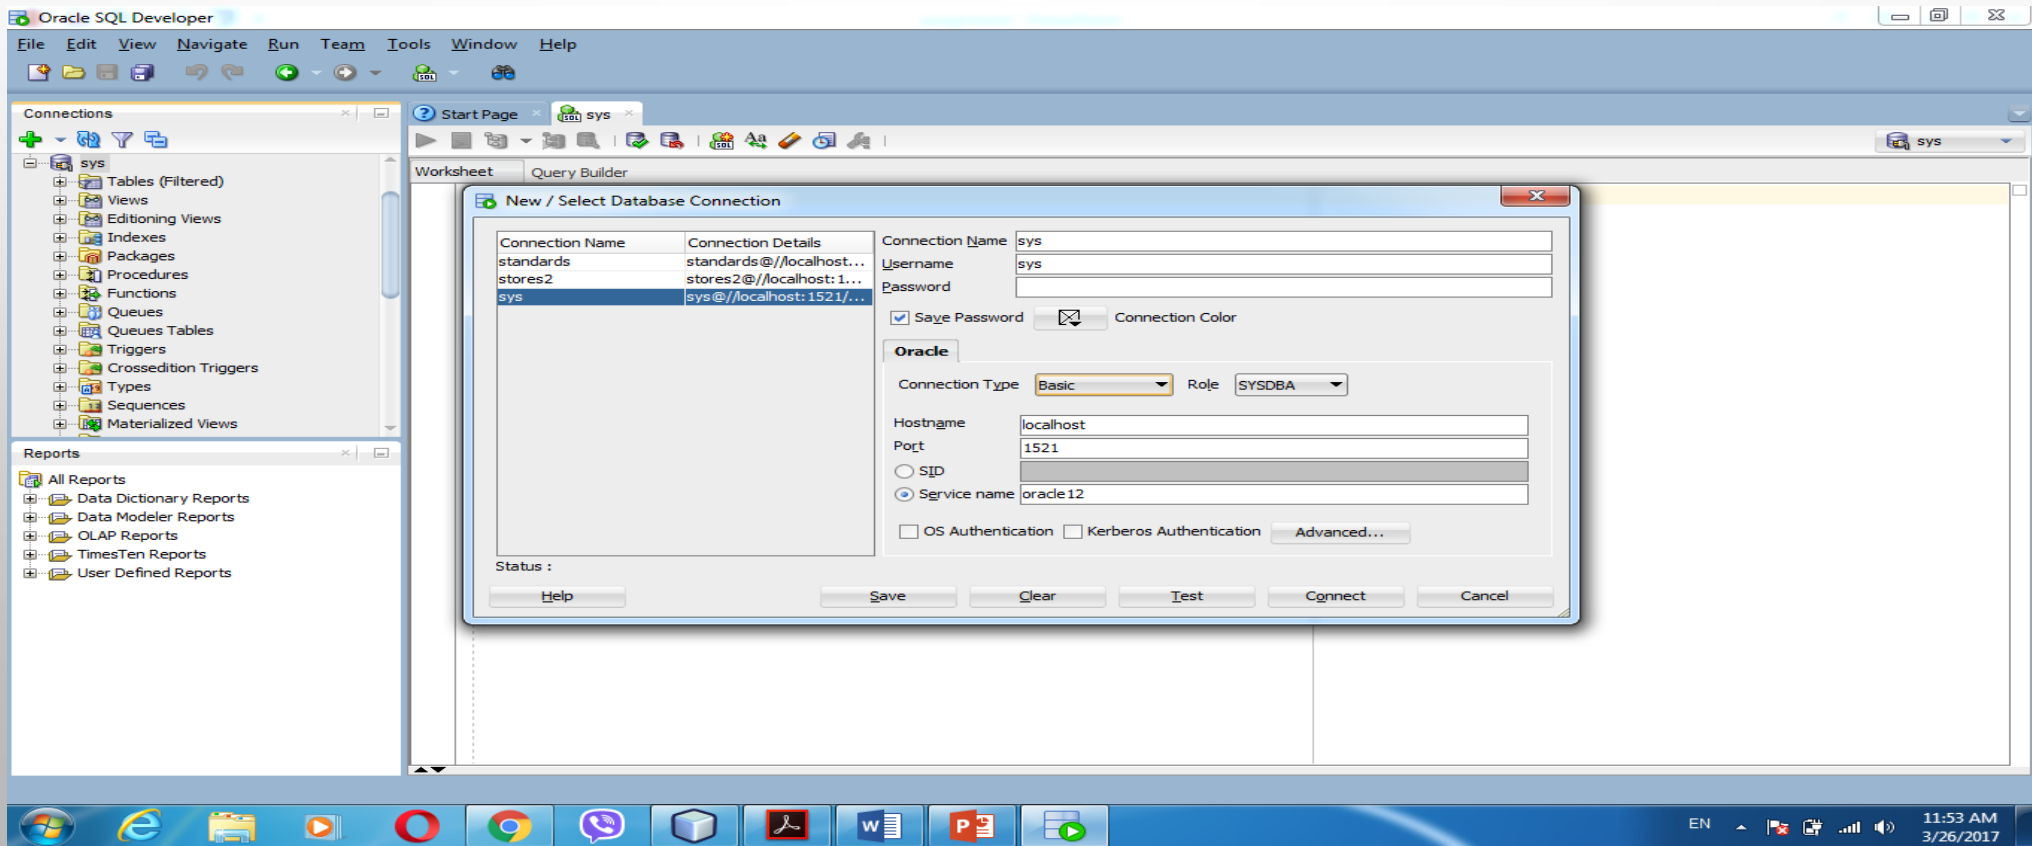 Oracle SQL Developer
File Edit View Navigate Run Team Tools Window Help
Connections
sys
Tables (Filtered)
Views
Editioning Views
Indexes
Packages
Procedures
Functions
Queues
Queues Tables
Triggers
Crossedition Triggers
Types
Sequences
Materialized Views
Reports
All Reports
Data Dictionary Reports
Data Modeler Reports
OLAP Reports
TimesTen Reports
User Defined Reports
Start Page sys
sys
Worksheet Query Builder
New / Select Database Connection
Connection Name Connection Details
standards standards@//localhost...
stores2 stores2@//localhost:1...
sys sys@//localhost:1521/...
Connection Name sys
Username sys
Password
Save Password Connection Color
Oracle
Connection Type Basic Role SYSDBA
Hostname localhost
Port 1521
SID
Service name oracle12
OS Authentication Kerberos Authentication Advanced...
Status :
Help Save Clear Test Connect Cancel
EN 11:53 AM
3/26/2017